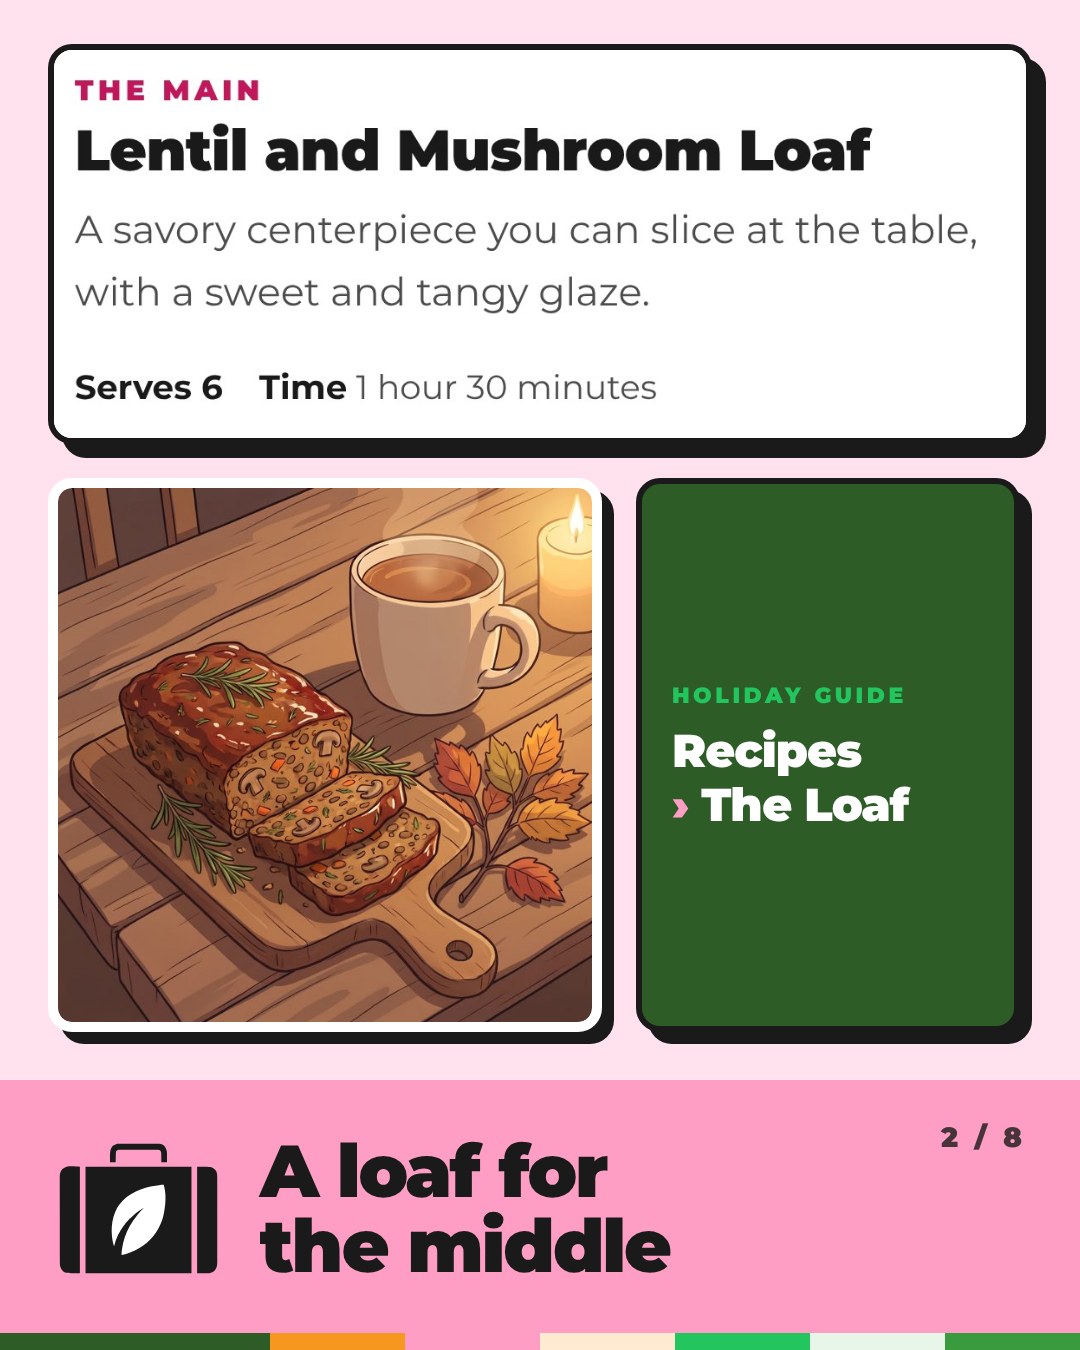 THE MAIN
Lentil and Mushroom Loaf
A savory centerpiece you can slice at the table,
with a sweet and tangy glaze.
Serves 6 Time 1 hour 30 minutes
HOLIDAY GUIDE
Recipes
› The Loaf
2 / 8
A loaf for
the middle